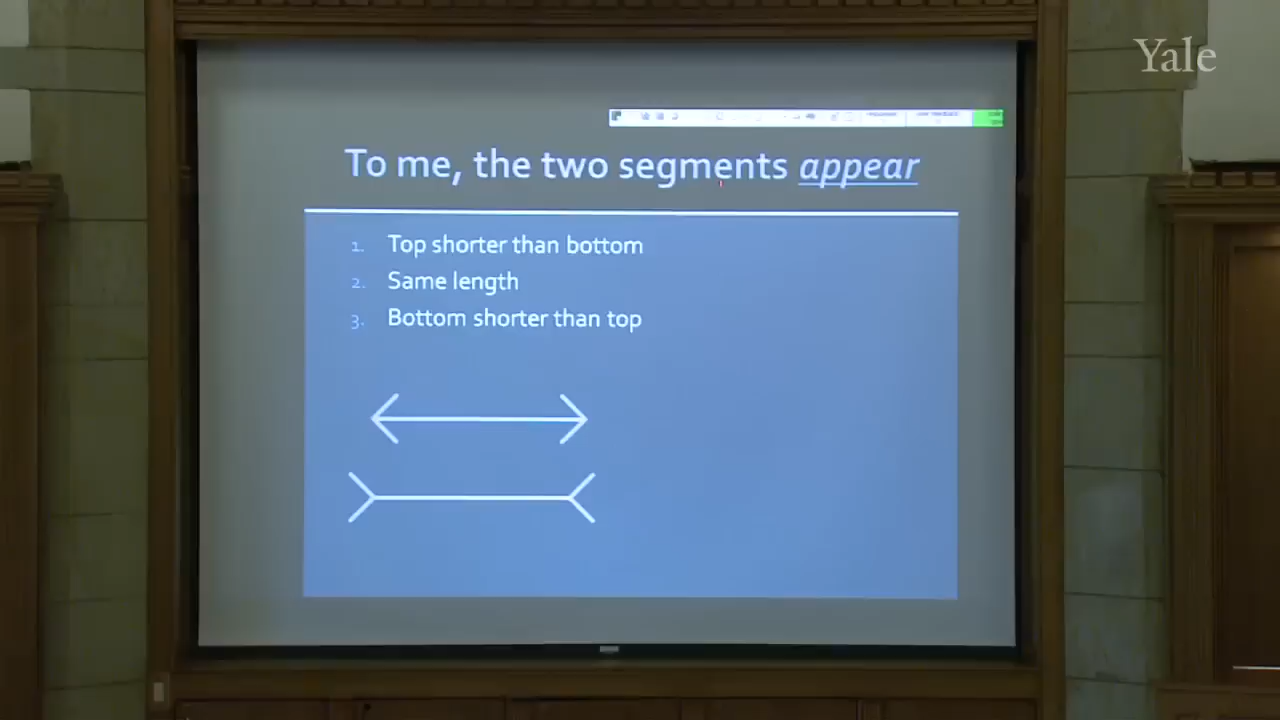 Yale
To me, the two segments appear
1. Top shorter than bottom
2. Same length
3. Bottom shorter than top